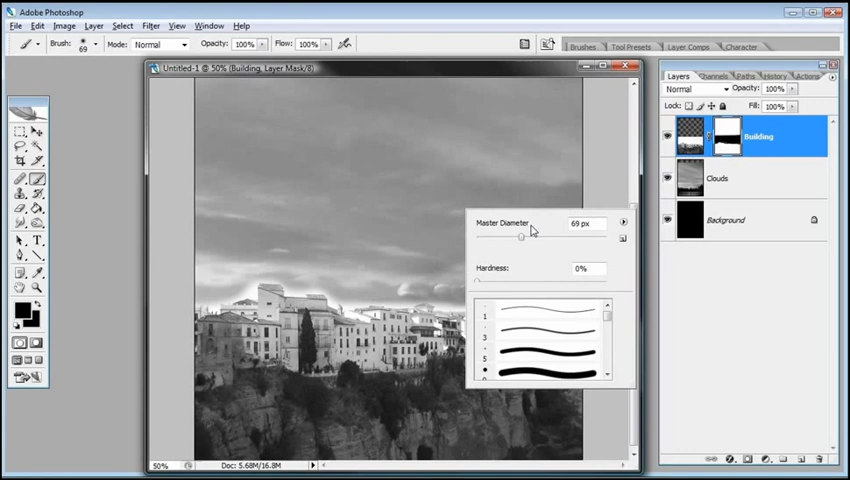 Adobe Photoshop
File Edit Image Layer Select Filter View Window Help
Brush: 69 Mode: Normal Opacity: 100% Flow: 100%
Brushes Tool Presets Layer Comps Character
Untitled-1 @ 50% (Building, Layer Mask/8)
Layers Channels Paths History Actions
Normal Opacity: 100%
Lock: Fill: 100%
Building
Clouds
Background
Master Diameter 69 px
Hardness: 0%
1
3
5
50% Doc: 5.68M/16.8M